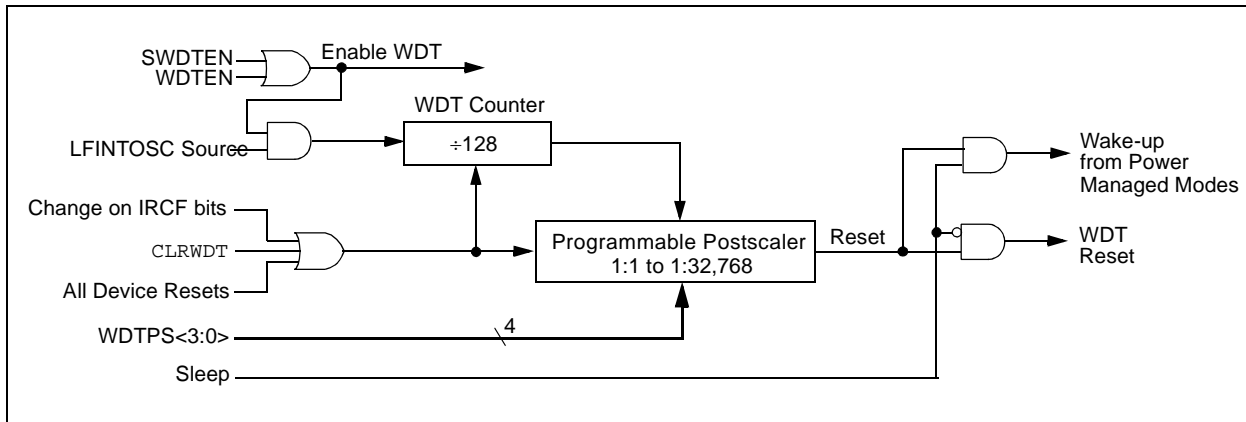 SWDTEN
WDTEN
Enable WDT
WDT Counter
÷128
LFINTOSC Source
Wake-up
from Power
Managed Modes
Change on IRCF bits
CLRWDT
All Device Resets
Programmable Postscaler
1:1 to 1:32,768
Reset
WDT
Reset
WDTPS<3:0>
4
Sleep